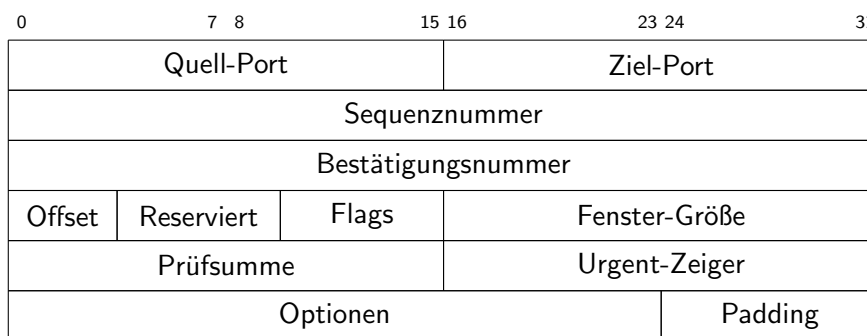 0 7 8 15 16 23 24 3
Quell-Port Ziel-Port
Sequenznummer
Bestätigungsnummer
Offset Reserviert Flags Fenster-Größe
Prüfsumme Urgent-Zeiger
Optionen Padding